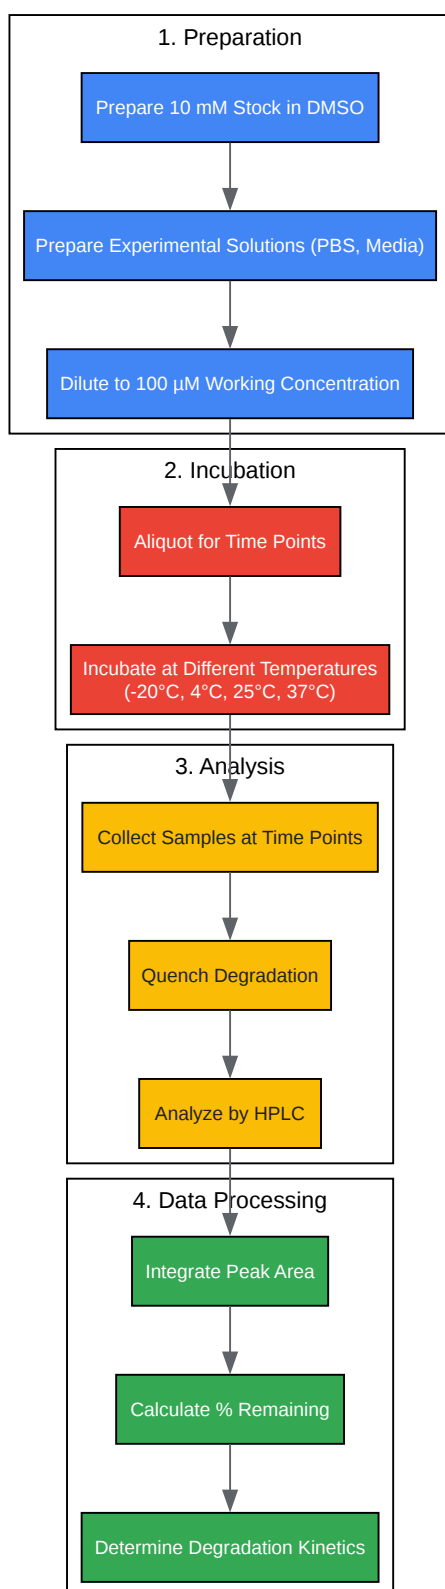 1. Preparation
Prepare 10 mM Stock in DMSO
Prepare Experimental Solutions (PBS, Media)
Dilute to 100 µM Working Concentration
2. Incubation
Aliquot for Time Points
Incubate at Different Temperatures
(-20°C, 4°C, 25°C, 37°C)
3. Analysis
Collect Samples at Time Points
Quench Degradation
Analyze by HPLC
4. Data Processing
Integrate Peak Area
Calculate % Remaining
Determine Degradation Kinetics